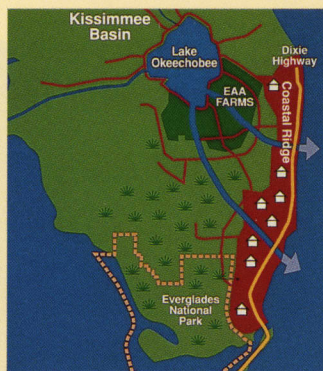 Kissimmee
Basin
Lake
Okeechobee
Dixie
Highway
EAA
FARMS
Coastal Ridge
Everglades
National
Park